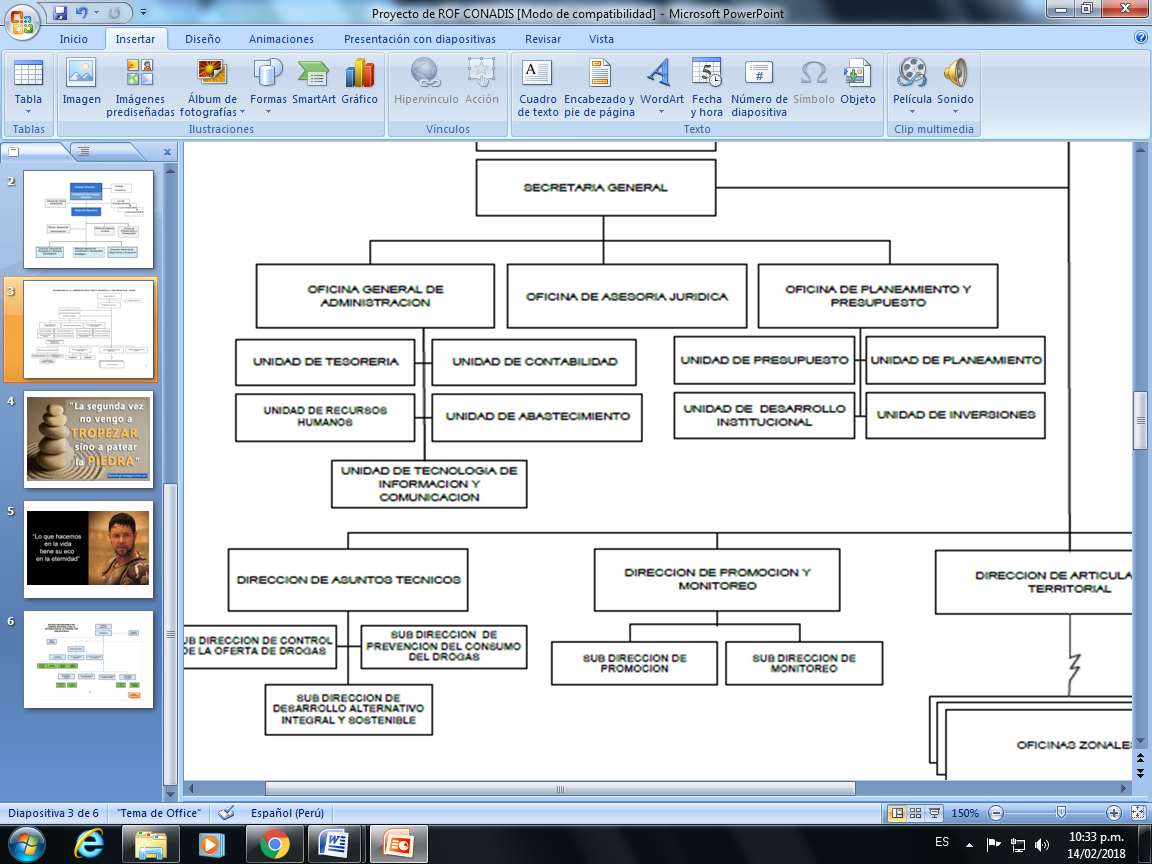 Proyecto de ROF CONADIS [Modo de compatibilidad] - Microsoft PowerPoint
Inicio Insertar Diseño Animaciones Presentación con diapositivas Revisar Vista
Tabla
Imagen
Imágenes prediseñadas
Álbum de fotografías
Formas
SmartArt
Gráfico
Hipervínculo
Acción
Cuadro de texto
Encabezado y pie de página
WordArt
Fecha y hora
Número de diapositiva
Símbolo
Objeto
Película
Sonido
Tablas Ilustraciones Vínculos Texto Clip multimedia
2
3
4
"La segunda vez
no vengo a
TROPEZAR,
sino a patear
la PIEDRA"
5
"Lo que hacemos
en la vida
tiene su eco
en la eternidad"
6
SECRETARIA GENERAL
OFICINA GENERAL DE
ADMINISTRACION
OFICINA DE ASESORIA JURIDICA
OFICINA DE PLANEAMIENTO Y
PRESUPUESTO
UNIDAD DE TESORERIA
UNIDAD DE CONTABILIDAD
UNIDAD DE PRESUPUESTO
UNIDAD DE PLANEAMIENTO
UNIDAD DE RECURSOS
HUMANOS
UNIDAD DE ABASTECIMIENTO
UNIDAD DE DESARROLLO
INSTITUCIONAL
UNIDAD DE INVERSIONES
UNIDAD DE TECNOLOGIA DE
INFORMACION Y
COMUNICACION
DIRECCION DE ASUNTOS TECNICOS
DIRECCION DE PROMOCION Y
MONITOREO
DIRECCION DE ARTICULA
TERRITORIAL
UB DIRECCION DE CONTROL
DE LA OFERTA DE DROGAS
SUB DIRECCION DE
PREVENCION DEL CONSUMO
DEL DROGAS
SUB DIRECCION DE
PROMOCION
SUB DIRECCION DE
MONITOREO
SUB DIRECCION DE
DESARROLLO ALTERNATIVO
INTEGRAL Y SOSTENIBLE
OFICINAS ZONALES
Diapositiva 3 de 6 "Tema de Office" Español (Perú) 150%
ES
10:33 p.m.
14/02/2018